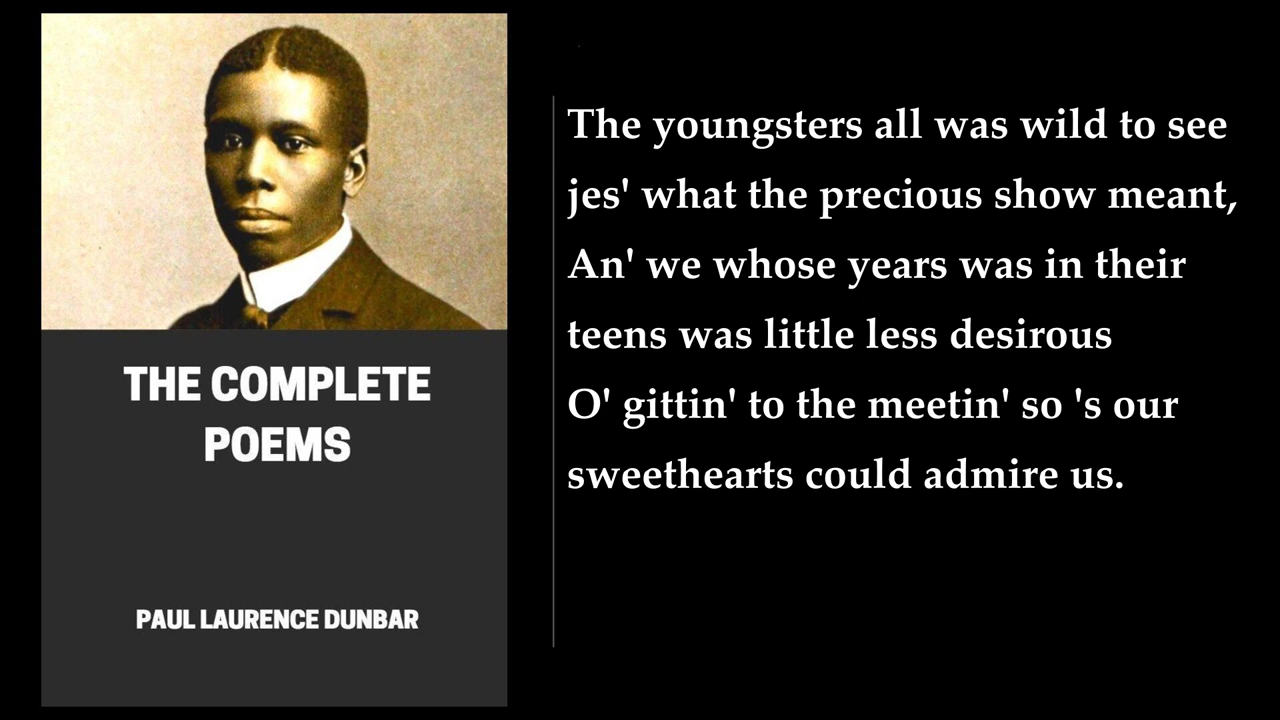 THE COMPLETE
POEMS
PAUL LAURENCE DUNBAR
The youngsters all was wild to see
jes' what the precious show meant,
An' we whose years was in their
teens was little less desirous
O' gittin' to the meetin' so 's our
sweethearts could admire us.